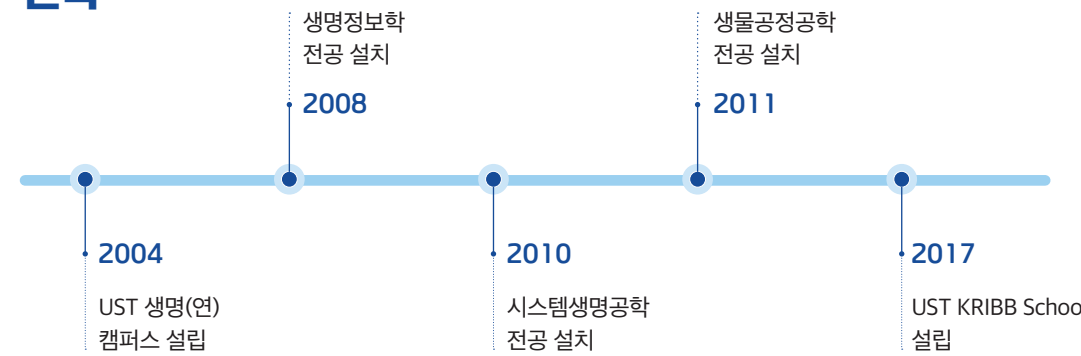 생명정보학
전공 설치
2008
생물공정공학
전공 설치
2011
2004
UST 생명(연)
캠퍼스 설립
2010
시스템생명공학
전공 설치
2017
UST KRIBB Schoo
설립